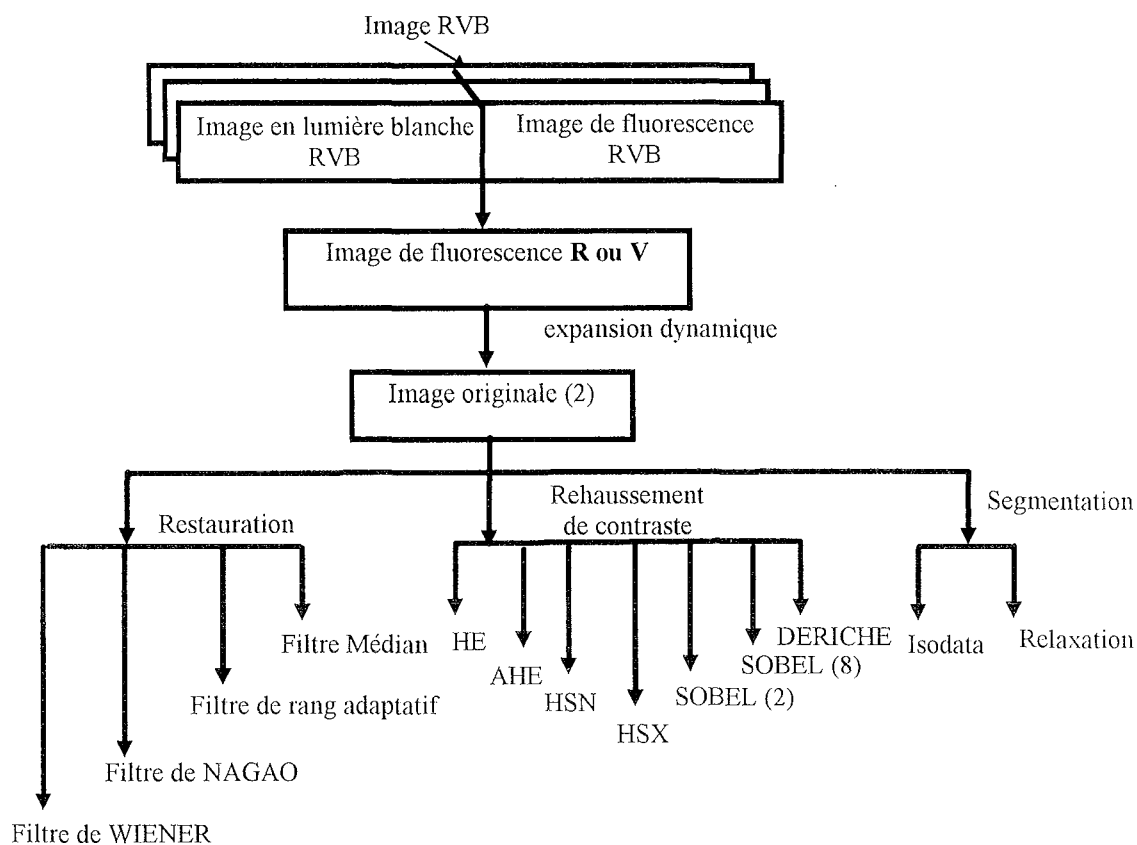 Image RVB
Image en lumière blanche
RVB
Image de fluorescence
RVB
Image de fluorescence R ou V
expansion dynamique
Image originale (2)
Restauration
Rehaussement
de contraste
Segmentation
Filtre Médian
Filtre de rang adaptatif
Filtre de NAGAO
Filtre de WIENER
HE
AHE
HSN
HSX
SOBEL (2)
SOBEL (8)
DERICHE
Isodata
Relaxation